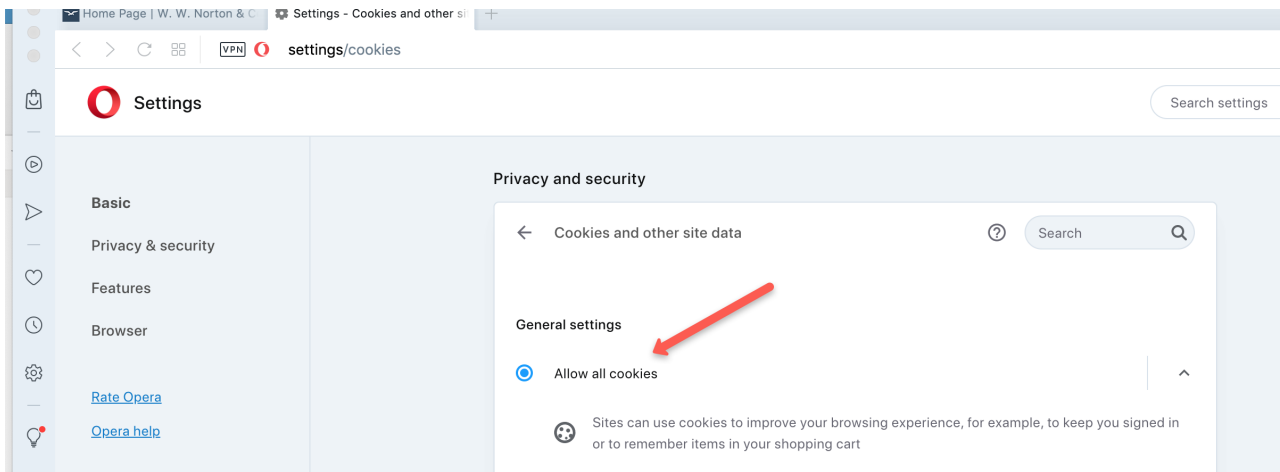 Home Page | W. W. Norton & C
Settings - Cookies and other si
VPN
settings/cookies
Settings
Search settings
Basic
Privacy & security
Features
Browser
Rate Opera
Opera help
Privacy and security
Cookies and other site data
Search
General settings
Allow all cookies
Sites can use cookies to improve your browsing experience, for example, to keep you signed in
or to remember items in your shopping cart